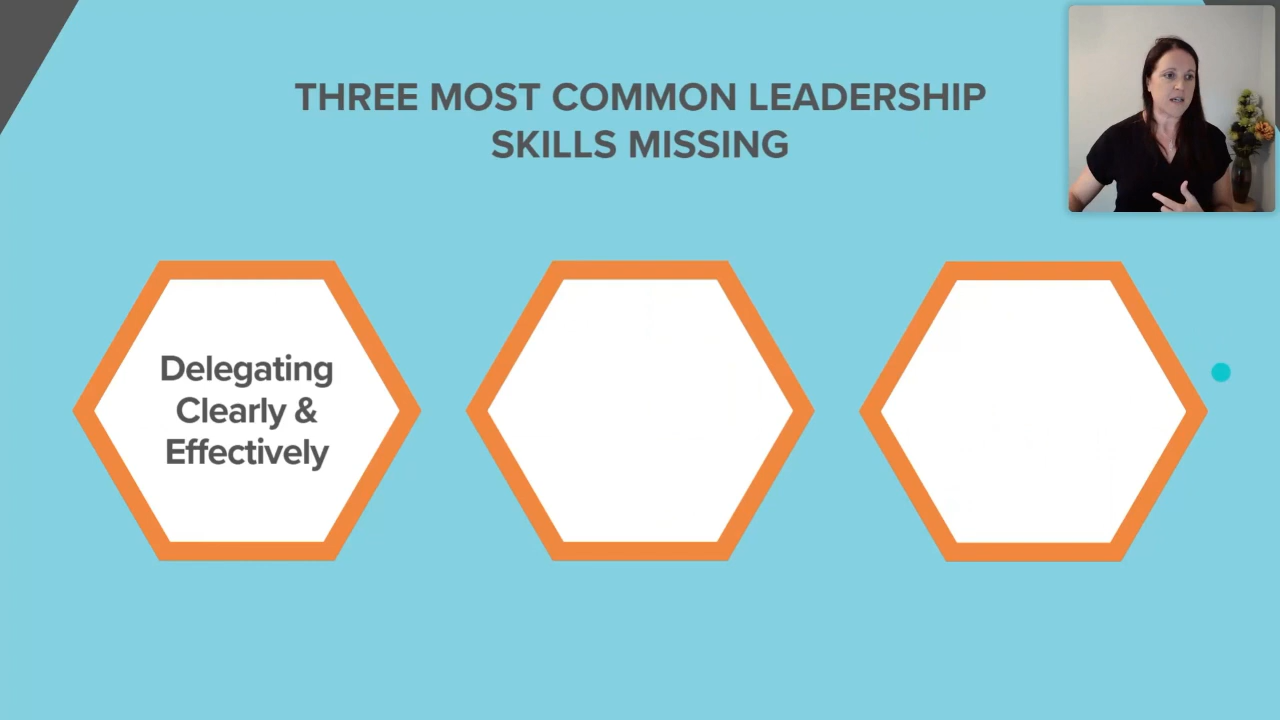 THREE MOST COMMON LEADERSHIP
SKILLS MISSING
Delegating
Clearly &
Effectively